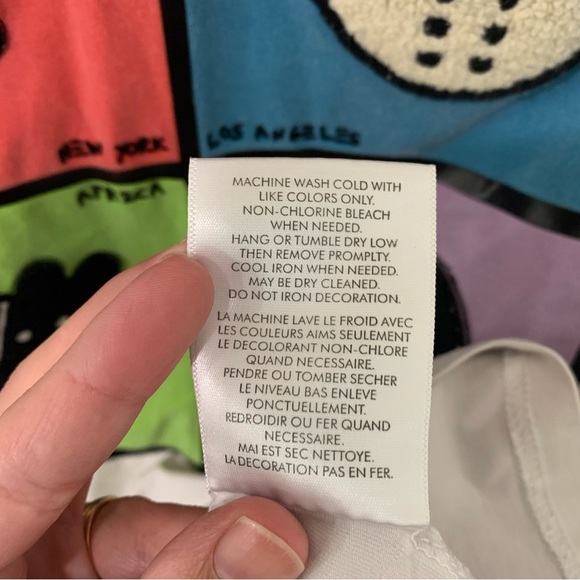 NEW YORK
LOS ANGELES
AFRICA
MACHINE WASH COLD WITH
LIKE COLORS ONLY.
NON-CHLORINE BLEACH
WHEN NEEDED.
HANG OR TUMBLE DRY LOW
THEN REMOVE PROMPLTY.
COOL IRON WHEN NEEDED.
MAY BE DRY CLEANED.
DO NOT IRON DECORATION.
LA MACHINE LAVE LE FROID AVEC
LES COULEURS AIMS SEULEMENT
LE DECOLORANT NON-CHLORE
QUAND NECESSAIRE.
PENDRE OU TOMBER SECHER
LE NIVEAU BAS ENLEVE
PONCTUELLEMENT.
REDROIDIR OU FER QUAND
NECESSAIRE.
MAI EST SEC NETTOYE.
LA DECORATION PAS EN FER.